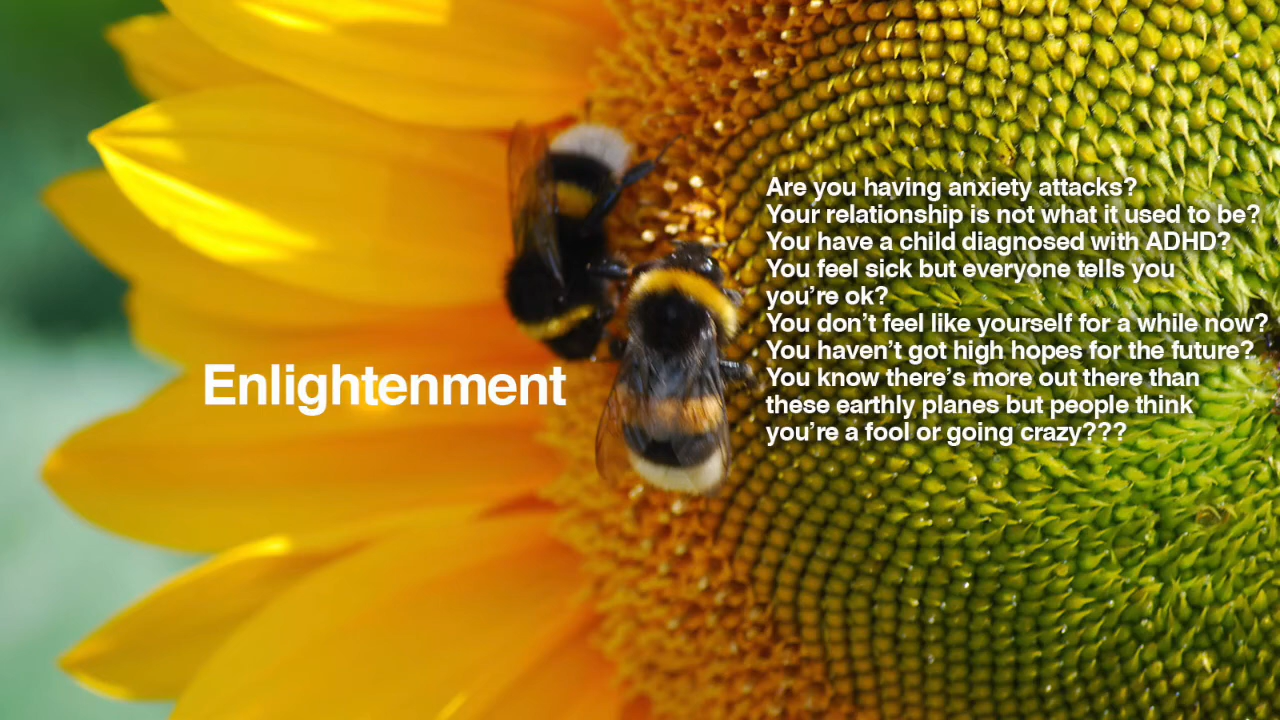 Enlightenment
Are you having anxiety attacks?
Your relationship is not what it used to be?
You have a child diagnosed with ADHD?
You feel sick but everyone tells you
you’re ok?
You don’t feel like yourself for a while now?
You haven’t got high hopes for the future?
You know there’s more out there than
these earthly planes but people think
you’re a fool or going crazy???